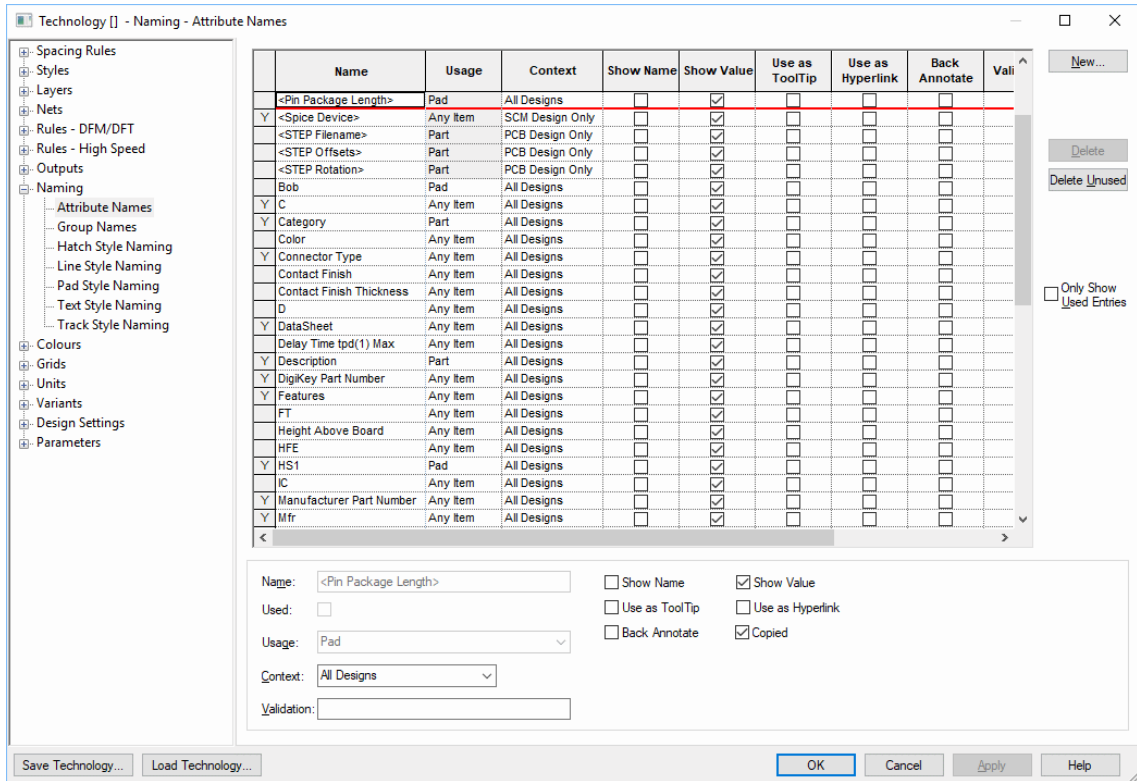 Technology [] - Naming - Attribute Names
Spacing Rules
Styles
Layers
Nets
Rules - DFM/DFT
Rules - High Speed
Outputs
Naming
Attribute Names
Group Names
Hatch Style Naming
Line Style Naming
Pad Style Naming
Text Style Naming
Track Style Naming
Colours
Grids
Units
Variants
Design Settings
Parameters
Name Usage Context Show Name Show Value Use as ToolTip Use as Hyperlink Back Annotate Vali
<Pin Package Length> Pad All Designs
Y <Spice Device> Any Item SCM Design Only
<STEP Filename> Part PCB Design Only
<STEP Offsets> Part PCB Design Only
<STEP Rotation> Part PCB Design Only
Bob Pad All Designs
Y C Any Item All Designs
Y Category Part All Designs
Color Any Item All Designs
Y Connector Type Any Item All Designs
Contact Finish Any Item All Designs
Contact Finish Thickness Any Item All Designs
D Any Item All Designs
Y DataSheet Any Item All Designs
Delay Time tpd(1) Max Any Item All Designs
Y Description Part All Designs
Y DigiKey Part Number Any Item All Designs
Y Features Any Item All Designs
FT Any Item All Designs
Height Above Board Any Item All Designs
HFE Any Item All Designs
Y HS1 Pad All Designs
IC Any Item All Designs
Y Manufacturer Part Number Any Item All Designs
Y Mfr Any Item All Designs
New...
Delete
Delete Unused
Only Show
Used Entries
Name: <Pin Package Length>
Used:
Usage: Pad
Context: All Designs
Validation:
Show Name Show Value
Use as ToolTip Use as Hyperlink
Back Annotate Copied
Save Technology... Load Technology... OK Cancel Apply Help